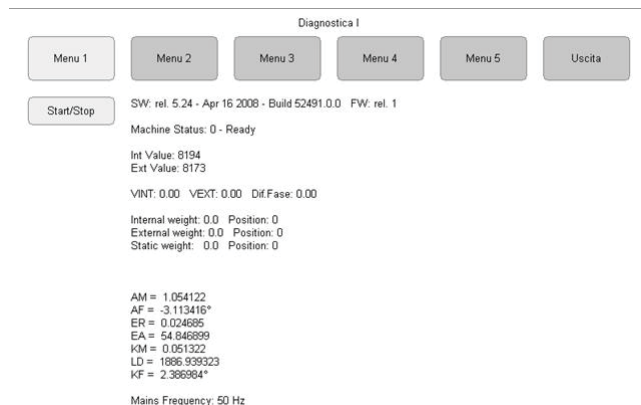 Diagnostica I
Menu 1 Menu 2 Menu 3 Menu 4 Menu 5 Uscita
Start/Stop
SW: rel. 5.24 - Apr 16 2008 - Build 52491.0.0 FW: rel. 1
Machine Status: 0 - Ready
Int Value: 8194
Ext Value: 8173
VINT: 0.00 VEXT: 0.00 Dif.Fase: 0.00
Internal weight: 0.0 Position: 0
External weight: 0.0 Position: 0
Static weight: 0.0 Position: 0
AM = 1.054122
AF = -3.113416°
ER = 0.024685
EA = 54.846899
KM = 0.051322
LD = 1886.939323
KF = 2.386984°
Mains Frequency: 50 Hz